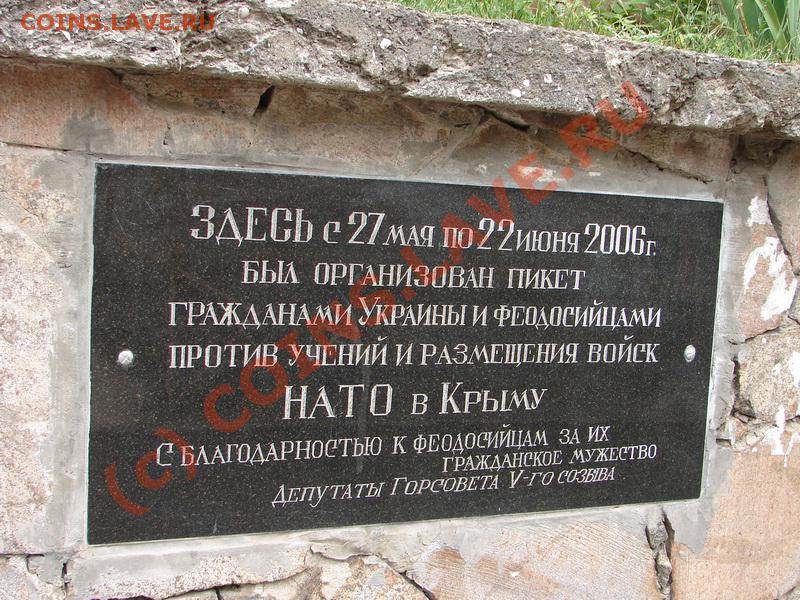 COINS.LAVE.RU
ЗДЕСЬ с 27 мая по 22 июня 2006 г.
БЫЛ ОРГАНИЗОВАН ПИКЕТ
ГРАЖДАНАМИ УКРАИНЫ И ФЕОДОСИЙЦАМИ
ПРОТИВ УЧЕНИЙ И РАЗМЕЩЕНИЯ ВОЙСК
НАТО в КРЫМУ
С БЛАГОДАРНОСТЬЮ К ФЕОДОСИЙЦАМ ЗА ИХ
ГРАЖДАНСКОЕ МУЖЕСТВО
ДЕПУТАТЫ ГОРСОВЕТА V-ГО СОЗЫВА
(c) COINS.LAVE.RU